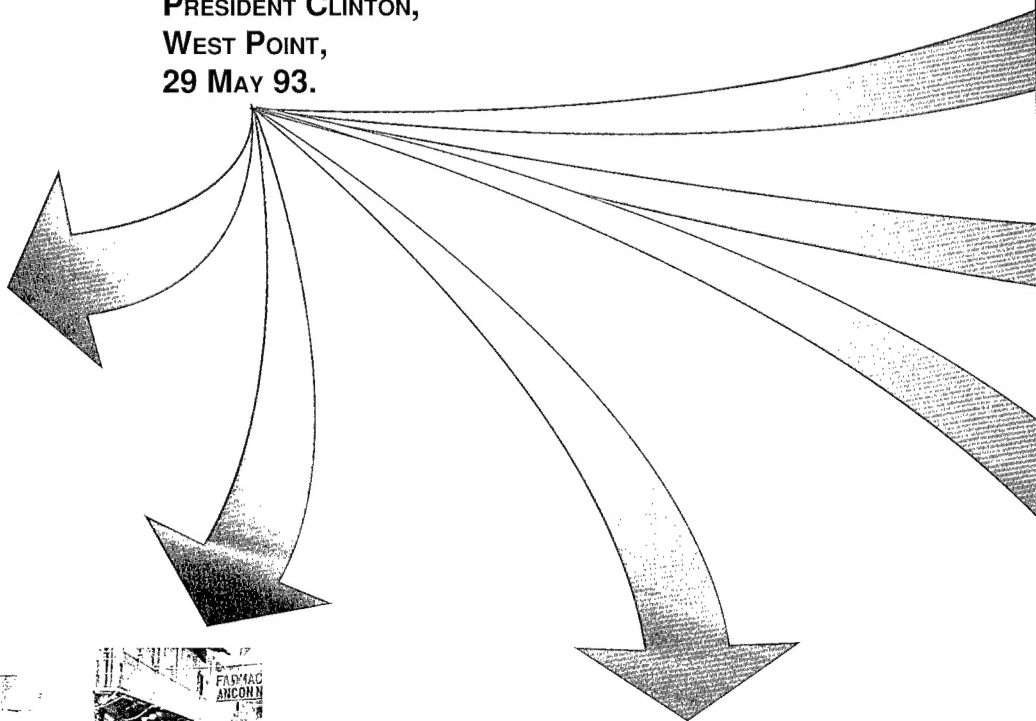 PRESIDENT CLINTON,
WEST POINT,
29 MAY 93.
FARMAC
ANCON N